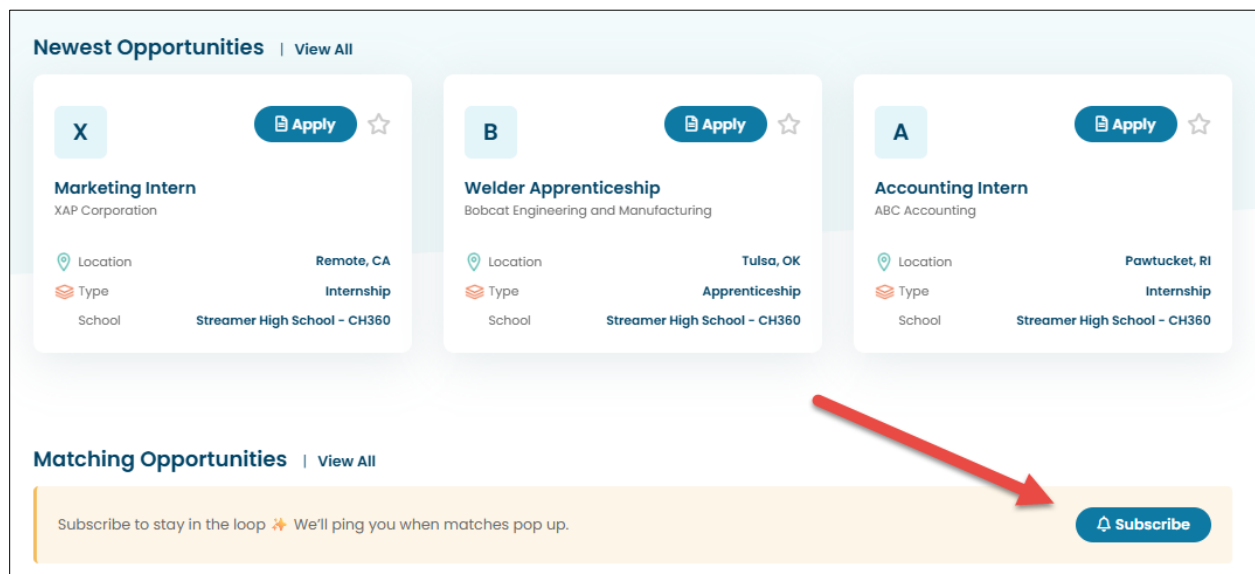 Newest Opportunities | View All
X
Apply
Marketing Intern
XAP Corporation
Location Remote, CA
Type Internship
School Streamer High School - CH360
B
Apply
Welder Apprenticeship
Bobcat Engineering and Manufacturing
Location Tulsa, OK
Type Apprenticeship
School Streamer High School - CH360
A
Apply
Accounting Intern
ABC Accounting
Location Pawtucket, RI
Type Internship
School Streamer High School - CH360
Matching Opportunities | View All
Subscribe to stay in the loop ✨ We'll ping you when matches pop up.
Subscribe